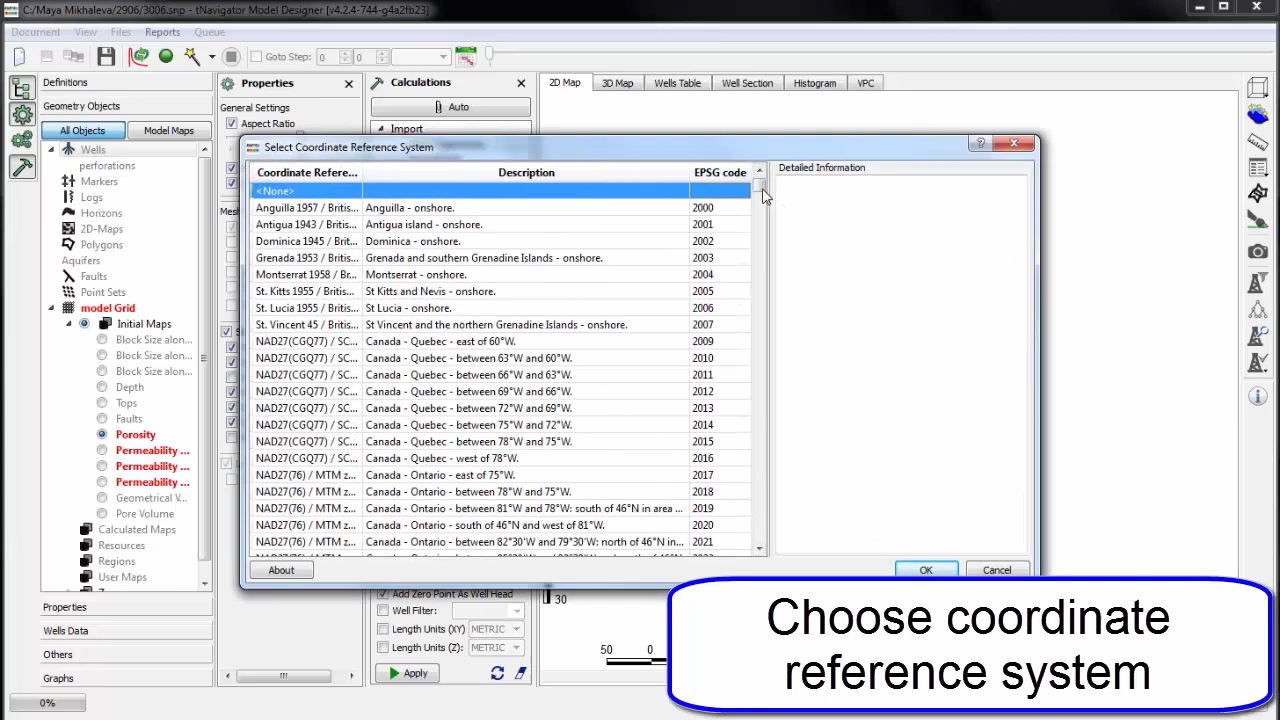 C:/Maya Mikhaleva/2906/3006.snp - tNavigator Model Designer [v4.2.4-744-g4a2fb23]
Document View Files Reports Queue
Goto Step: 0 0
Definitions
Geometry Objects
All Objects Model Maps
Wells
perforations
Markers
Logs
Horizons
2D-Maps
Polygons
Aquifers
Faults
Point Sets
model Grid
Initial Maps
Block Size alon...
Block Size alon...
Block Size alon...
Depth
Tops
Faults
Porosity
Permeability ...
Permeability ...
Permeability ...
Geometrical V...
Pore Volume
Calculated Maps
Resources
Regions
User Maps
Properties
Wells Data
Others
Graphs
0%
Properties
General Settings
Aspect Ratio
Calculations
Auto
Import
2D Map 3D Map Wells Table Well Section Histogram VPC
Select Coordinate Reference System
Coordinate Refere... Description EPSG code
<None>
Anguilla 1957 / Britis... Anguilla - onshore. 2000
Antigua 1943 / Britis... Antigua island - onshore. 2001
Dominica 1945 / Brit... Dominica - onshore. 2002
Grenada 1953 / Britis... Grenada and southern Grenadine Islands - onshore. 2003
Montserrat 1958 / Br... Montserrat - onshore. 2004
St. Kitts 1955 / Britis... St Kitts and Nevis - onshore. 2005
St. Lucia 1955 / Britis... St Lucia - onshore. 2006
St. Vincent 45 / Britis... St Vincent and the northern Grenadine Islands - onshore. 2007
NAD27(CGQ77) / SC... Canada - Quebec - east of 60°W. 2009
NAD27(CGQ77) / SC... Canada - Quebec - between 63°W and 60°W. 2010
NAD27(CGQ77) / SC... Canada - Quebec - between 66°W and 63°W. 2011
NAD27(CGQ77) / SC... Canada - Quebec - between 69°W and 66°W. 2012
NAD27(CGQ77) / SC... Canada - Quebec - between 72°W and 69°W. 2013
NAD27(CGQ77) / SC... Canada - Quebec - between 75°W and 72°W. 2014
NAD27(CGQ77) / SC... Canada - Quebec - between 78°W and 75°W. 2015
NAD27(CGQ77) / SC... Canada - Quebec - west of 78°W. 2016
NAD27(76) / MTM z... Canada - Ontario - east of 75°W. 2017
NAD27(76) / MTM z... Canada - Ontario - between 78°W and 75°W. 2018
NAD27(76) / MTM z... Canada - Ontario - between 81°W and 78°W: south of 46°N in area ... 2019
NAD27(76) / MTM z... Canada - Ontario - south of 46°N and west of 81°W. 2020
NAD27(76) / MTM z... Canada - Ontario - between 82°30'W and 79°30'W: north of 46°N in... 2021
Detailed Information
About OK Cancel
Add Zero Point As Well Head
Well Filter:
Length Units (XY) METRIC
Length Units (Z): METRIC
Apply
30
50 0
Choose coordinate
reference system